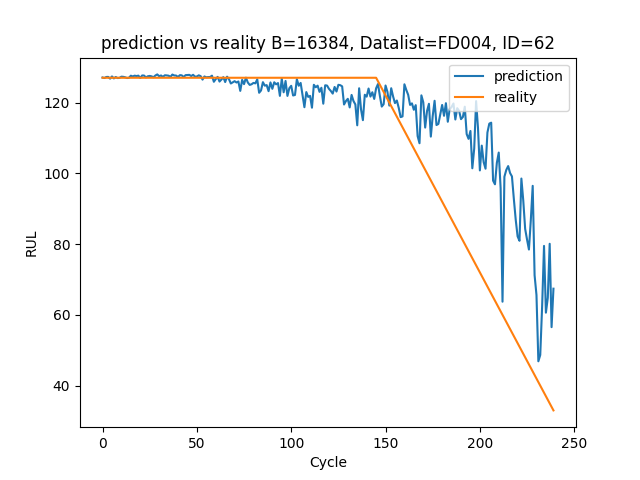 prediction vs reality B=16384, Datalist=FD004, ID=62
prediction
reality
RUL
120
100
80
60
40
0
50
100
150
200
250
Cycle